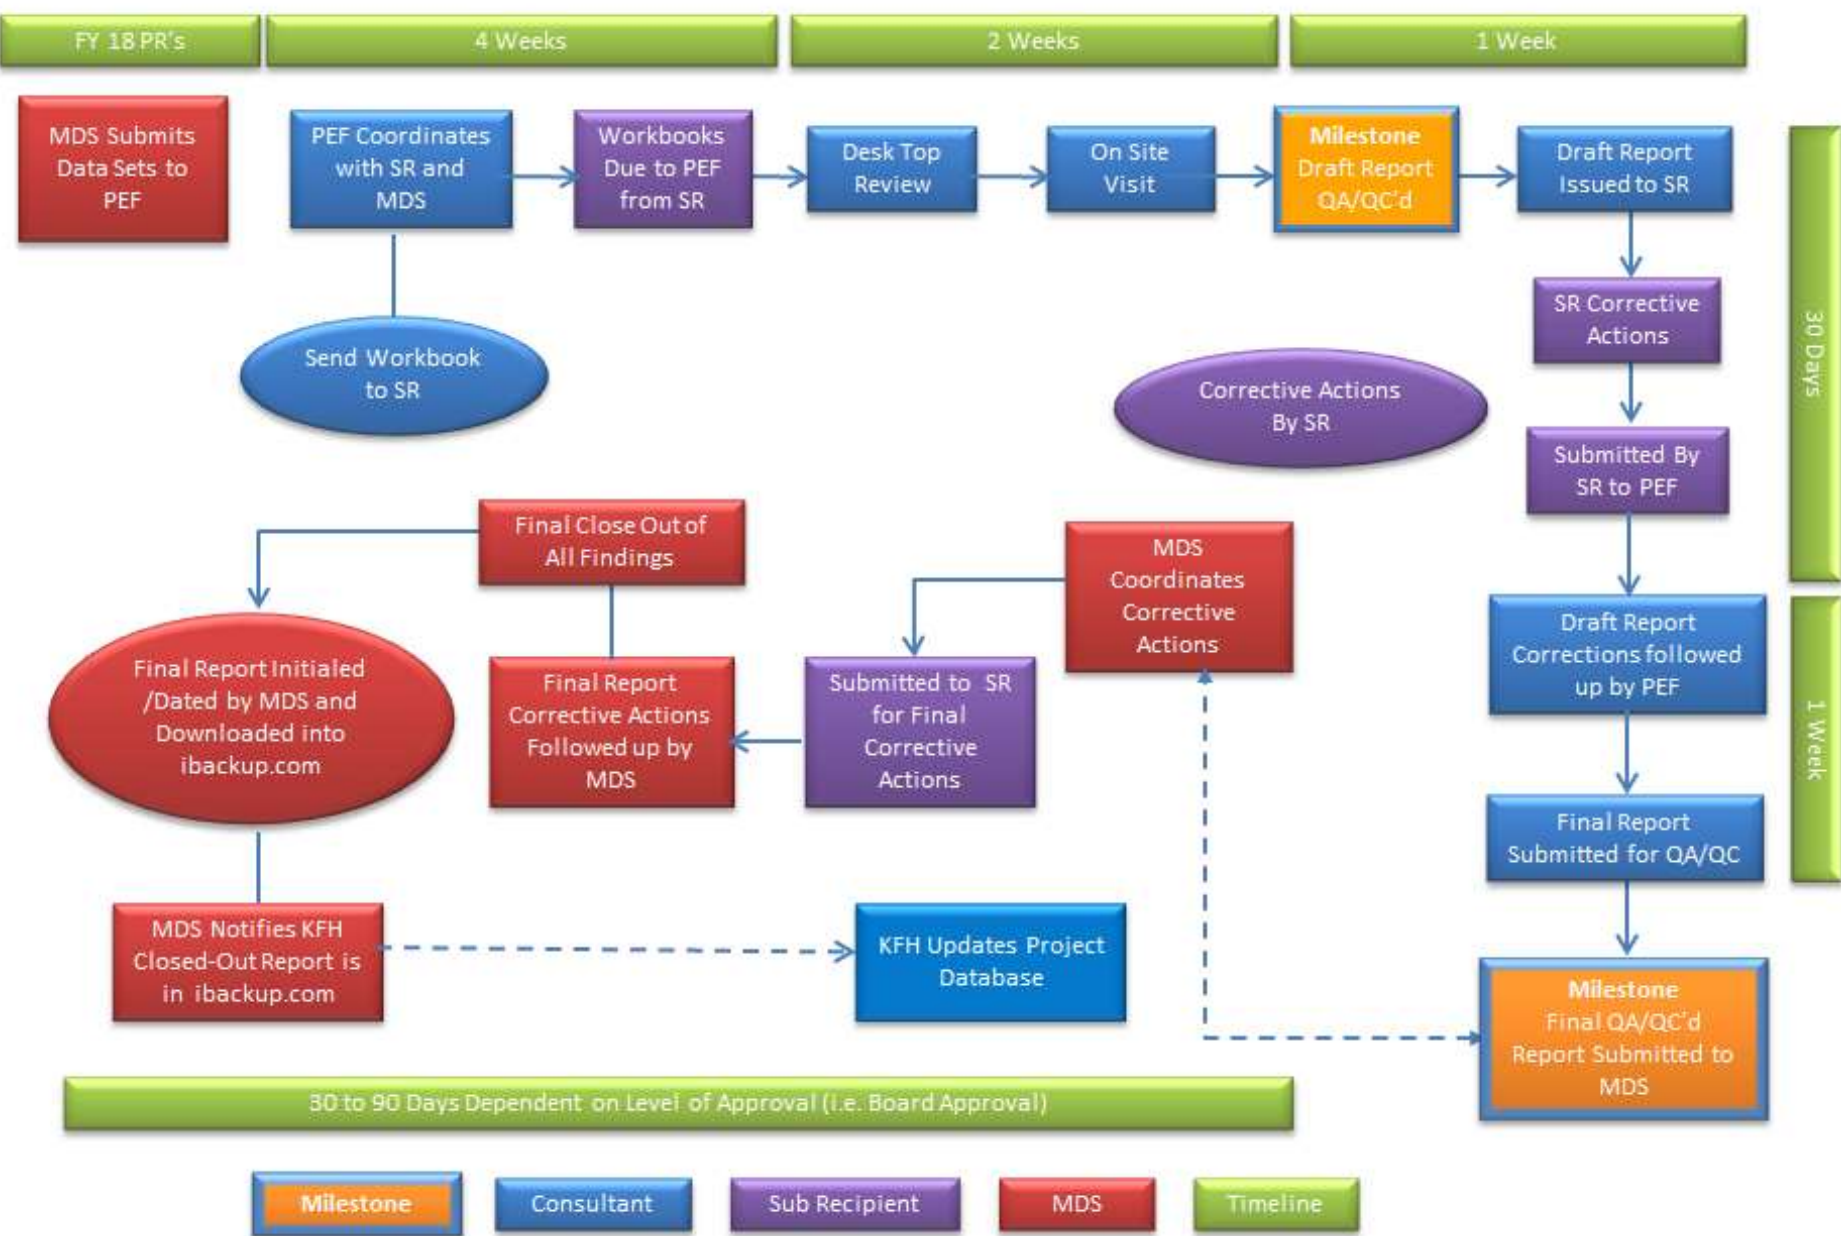 FY 18 PR's
4 Weeks
2 Weeks
1 Week
MDS Submits
Data Sets to
PEF
PEF Coordinates
with SR and
MDS
Workbooks
Due to PEF
from SR
Desk Top
Review
On Site
Visit
Milestone
Draft Report
QA/QC'd
Draft Report
Issued to SR
30 Days
Send Workbook
to SR
SR Corrective
Actions
Corrective Actions
By SR
Submitted By
SR to PEF
Final Close Out of
All Findings
MDS
Coordinates
Corrective
Actions
Draft Report
Corrections followed
up by PEF
1 Week
Final Report Initialed
/Dated by MDS and
Downloaded into
ibackup.com
Final Report
Corrective Actions
Followed up by
MDS
Submitted to SR
for Final
Corrective
Actions
Final Report
Submitted for QA/QC
MDS Notifies KFH
Closed-Out Report is
in ibackup.com
KFH Updates Project
Database
Milestone
Final QA/QC'd
Report Submitted to
MDS
30 to 90 Days Dependent on Level of Approval (i.e. Board Approval)
Milestone
Consultant
Sub Recipient
MDS
Timeline